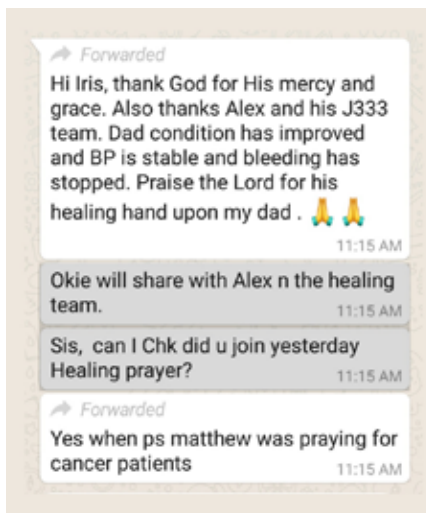 Forwarded
Hi Iris, thank God for His mercy and
grace. Also thanks Alex and his J333
team. Dad condition has improved
and BP is stable and bleeding has
stopped. Praise the Lord for his
healing hand upon my dad . 🙏 🙏
11:15 AM
Okie will share with Alex n the healing
team.
11:15 AM
Sis,  can I Chk did u join yesterday
Healing prayer?
11:15 AM
Forwarded
Yes when ps matthew was praying for
cancer patients
11:15 AM